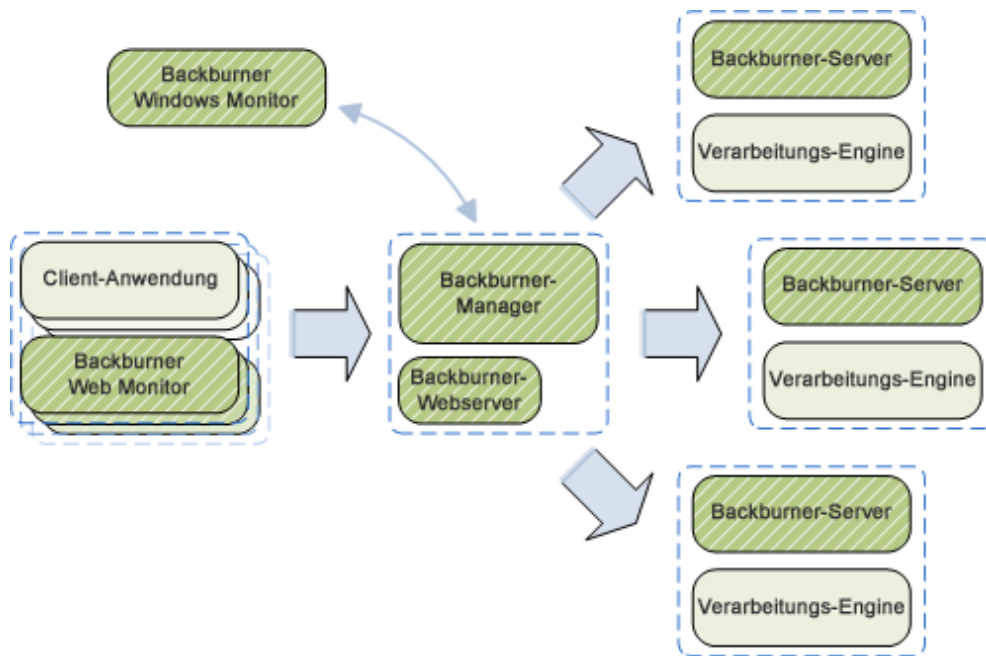 Backburner
Windows Monitor
Client-Anwendung
Backburner
Web Monitor
Backburner-
Manager
Backburner-
Webserver
Backburner-Server
Verarbeitungs-Engine
Backburner-Server
Verarbeitungs-Engine
Backburner-Server
Verarbeitungs-Engine